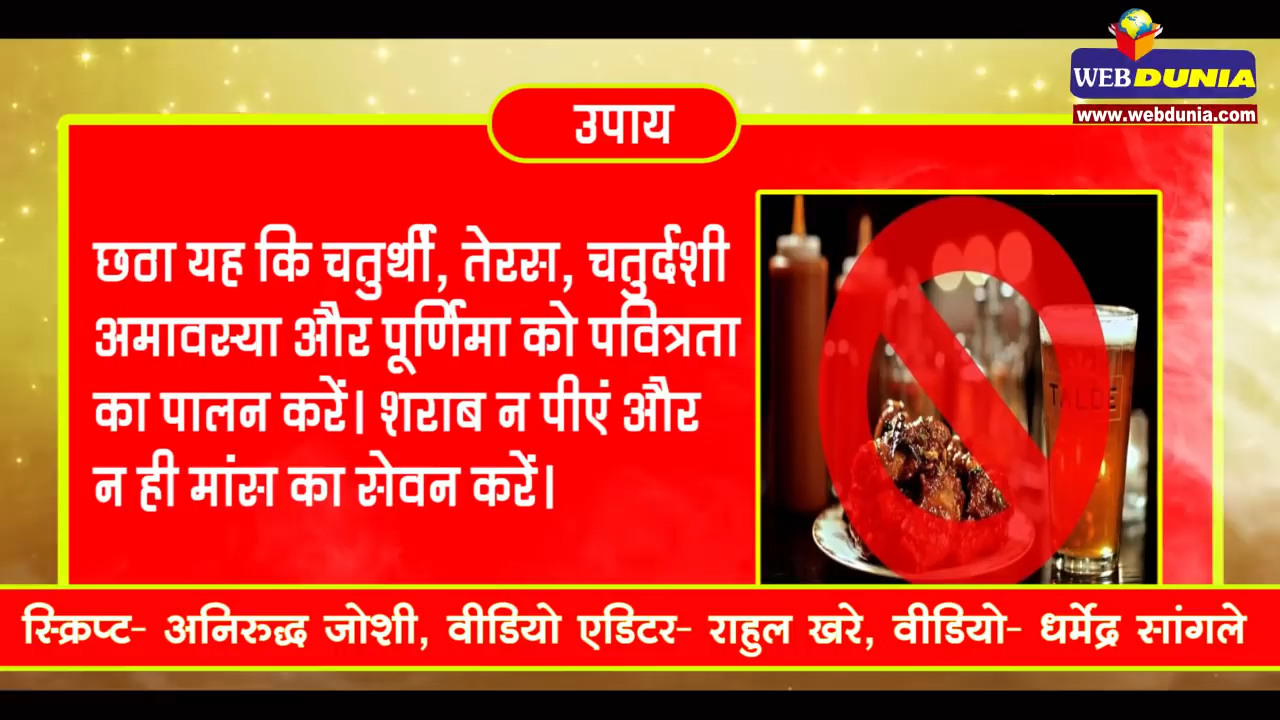 WEBDUNIA
www.webdunia.com
उपाय
छठा यह कि चतुर्थी, तेरस, चतुर्दशी
अमावस्या और पूर्णिमा को पवित्रता
का पालन करें। शराब न पीएं और
न ही मांस का सेवन करें।
TALDE
स्क्रिप्ट- अनिरुद्ध जोशी, वीडियो एडिटर- राहुल खरे, वीडियो- धर्मेंद्र सांगले